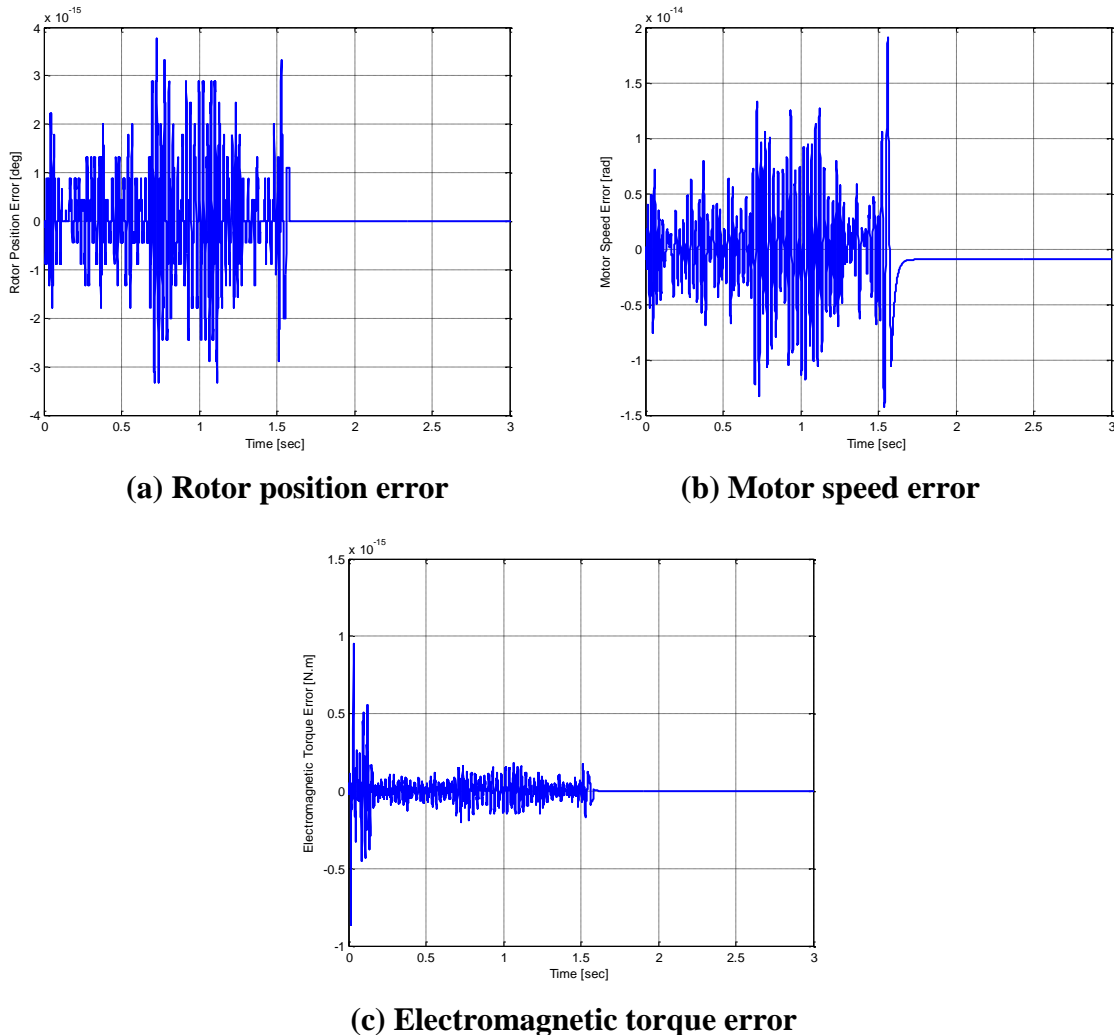 x 10-15
4
3
2
1
0
-1
-2
-3
-4
Rotor Position Error [deg]
0 0.5 1 1.5 2 2.5 3
Time [sec]
(a) Rotor position error
x 10-14
2
1.5
1
0.5
0
-0.5
-1
-1.5
Motor Speed Error [rad]
0 0.5 1 1.5 2 2.5 3
Time [sec]
(b) Motor speed error
x 10-15
1.5
1
0.5
0
-0.5
-1
Electromagnetic Torque Error [N.m]
0 0.5 1 1.5 2 2.5 3
Time [sec]
(c) Electromagnetic torque error